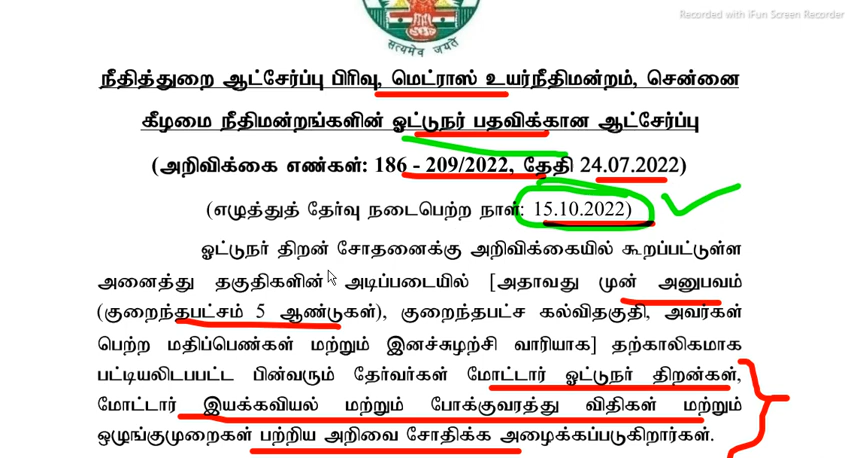 Recorded with iFun Screen Recorder
सत्यमेव जयते
நீதித்துறை ஆட்சேர்ப்பு பிரிவு, மெட்ராஸ் உயர்நீதிமன்றம், சென்னை
கீழமை நீதிமன்றங்களின் ஓட்டுநர் பதவிக்கான ஆட்சேர்ப்பு
(அறிவிக்கை எண்கள்: 186 - 209/2022, தேதி 24.07.2022)
(எழுத்துத் தேர்வு நடைபெற்ற நாள்: 15.10.2022)
ஓட்டுநர் திறன் சோதனைக்கு அறிவிக்கையில் கூறப்பட்டுள்ள
அனைத்து தகுதிகளின் அடிப்படையில் [அதாவது முன் அனுபவம்
(குறைந்தபட்சம் 5 ஆண்டுகள்), குறைந்தபட்ச கல்விதகுதி, அவர்கள்
பெற்ற மதிப்பெண்கள் மற்றும் இனச்சுழற்சி வாரியாக] தற்காலிகமாக
பட்டியலிடபபட்ட பின்வரும் தேர்வர்கள் மோட்டார் ஓட்டுநர் திறன்கள்,
மோட்டார் இயக்கவியல் மற்றும் போக்குவரத்து விதிகள் மற்றும்
ஒழுங்குமுறைகள் பற்றிய அறிவை சோதிக்க அழைக்கப்படுகிறார்கள்.